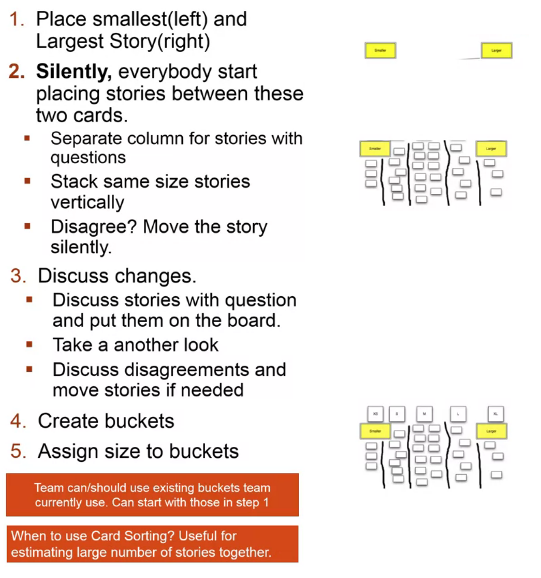 1. Place smallest(left) and
Largest Story(right)
Smaller
Larger
2. Silently, everybody start
placing stories between these
two cards.
▪ Separate column for stories with
questions
▪ Stack same size stories
vertically
▪ Disagree? Move the story
silently.
Smaller
Larger
3. Discuss changes.
▪ Discuss stories with question
and put them on the board.
▪ Take a another look
▪ Discuss disagreements and
move stories if needed
4. Create buckets
5. Assign size to buckets
XS S M L XL
Smaller
Larger
Team can/should use existing buckets team
currently use. Can start with those in step 1
When to use Card Sorting? Useful for
estimating large number of stories together.